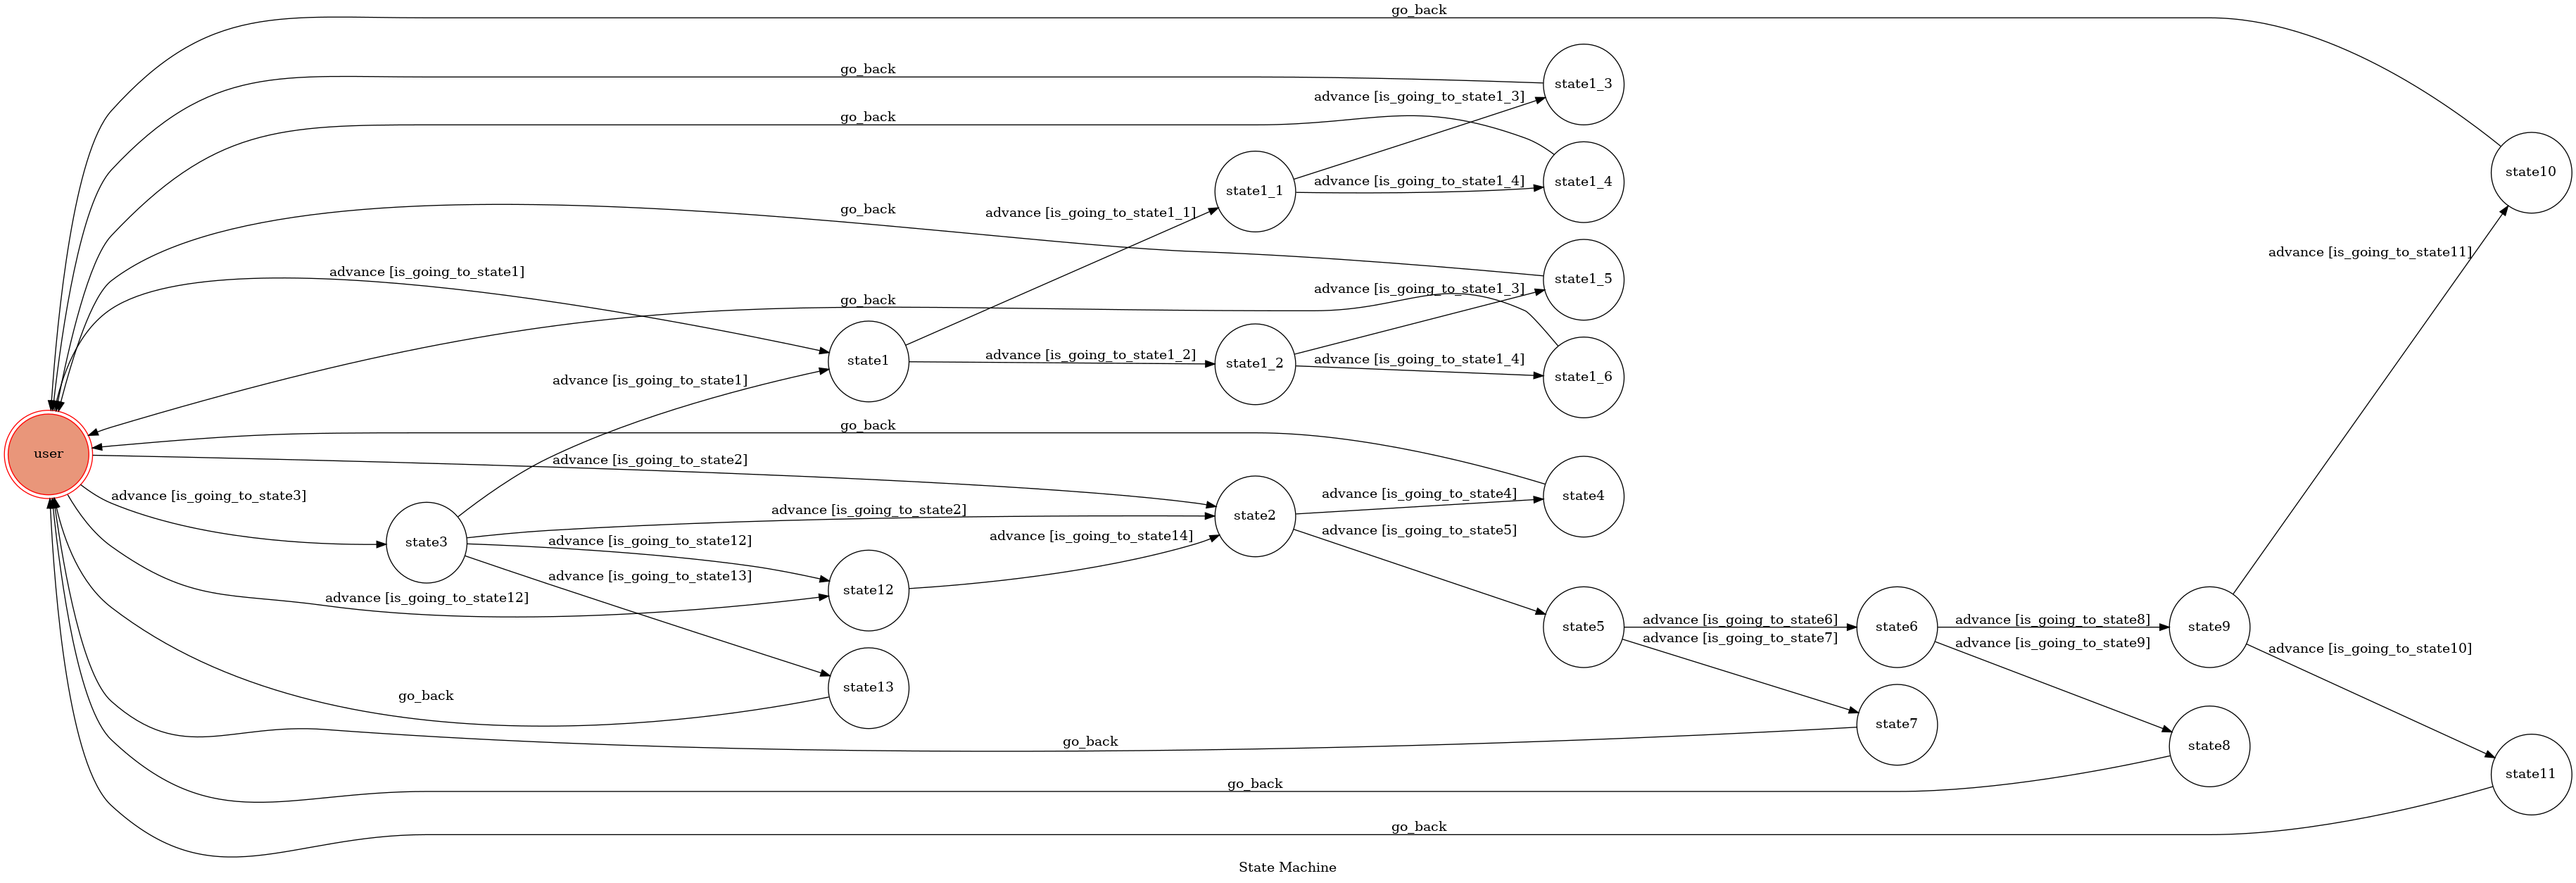 go_back
go_back
state1_3
advance [is_going_to_state1_3]
go_back
state10
state1_4
advance [is_going_to_state1_4]
state1_1
go_back
advance [is_going_to_state1_1]
advance [is_going_to_state11]
advance [is_going_to_state1]
state1_5
advance [is_going_to_state1_3]
go_back
advance [is_going_to_state1_2]
state1
state1_2
advance [is_going_to_state1_4]
state1_6
advance [is_going_to_state1]
go_back
user
advance [is_going_to_state2]
advance [is_going_to_state3]
advance [is_going_to_state4]
state4
advance [is_going_to_state2]
state2
advance [is_going_to_state5]
state3
advance [is_going_to_state12]
advance [is_going_to_state14]
advance [is_going_to_state13]
state12
advance [is_going_to_state12]
state5
advance [is_going_to_state6]
state6
advance [is_going_to_state8]
state9
advance [is_going_to_state7]
advance [is_going_to_state9]
advance [is_going_to_state10]
state13
go_back
state7
go_back
state8
state11
go_back
go_back
State Machine